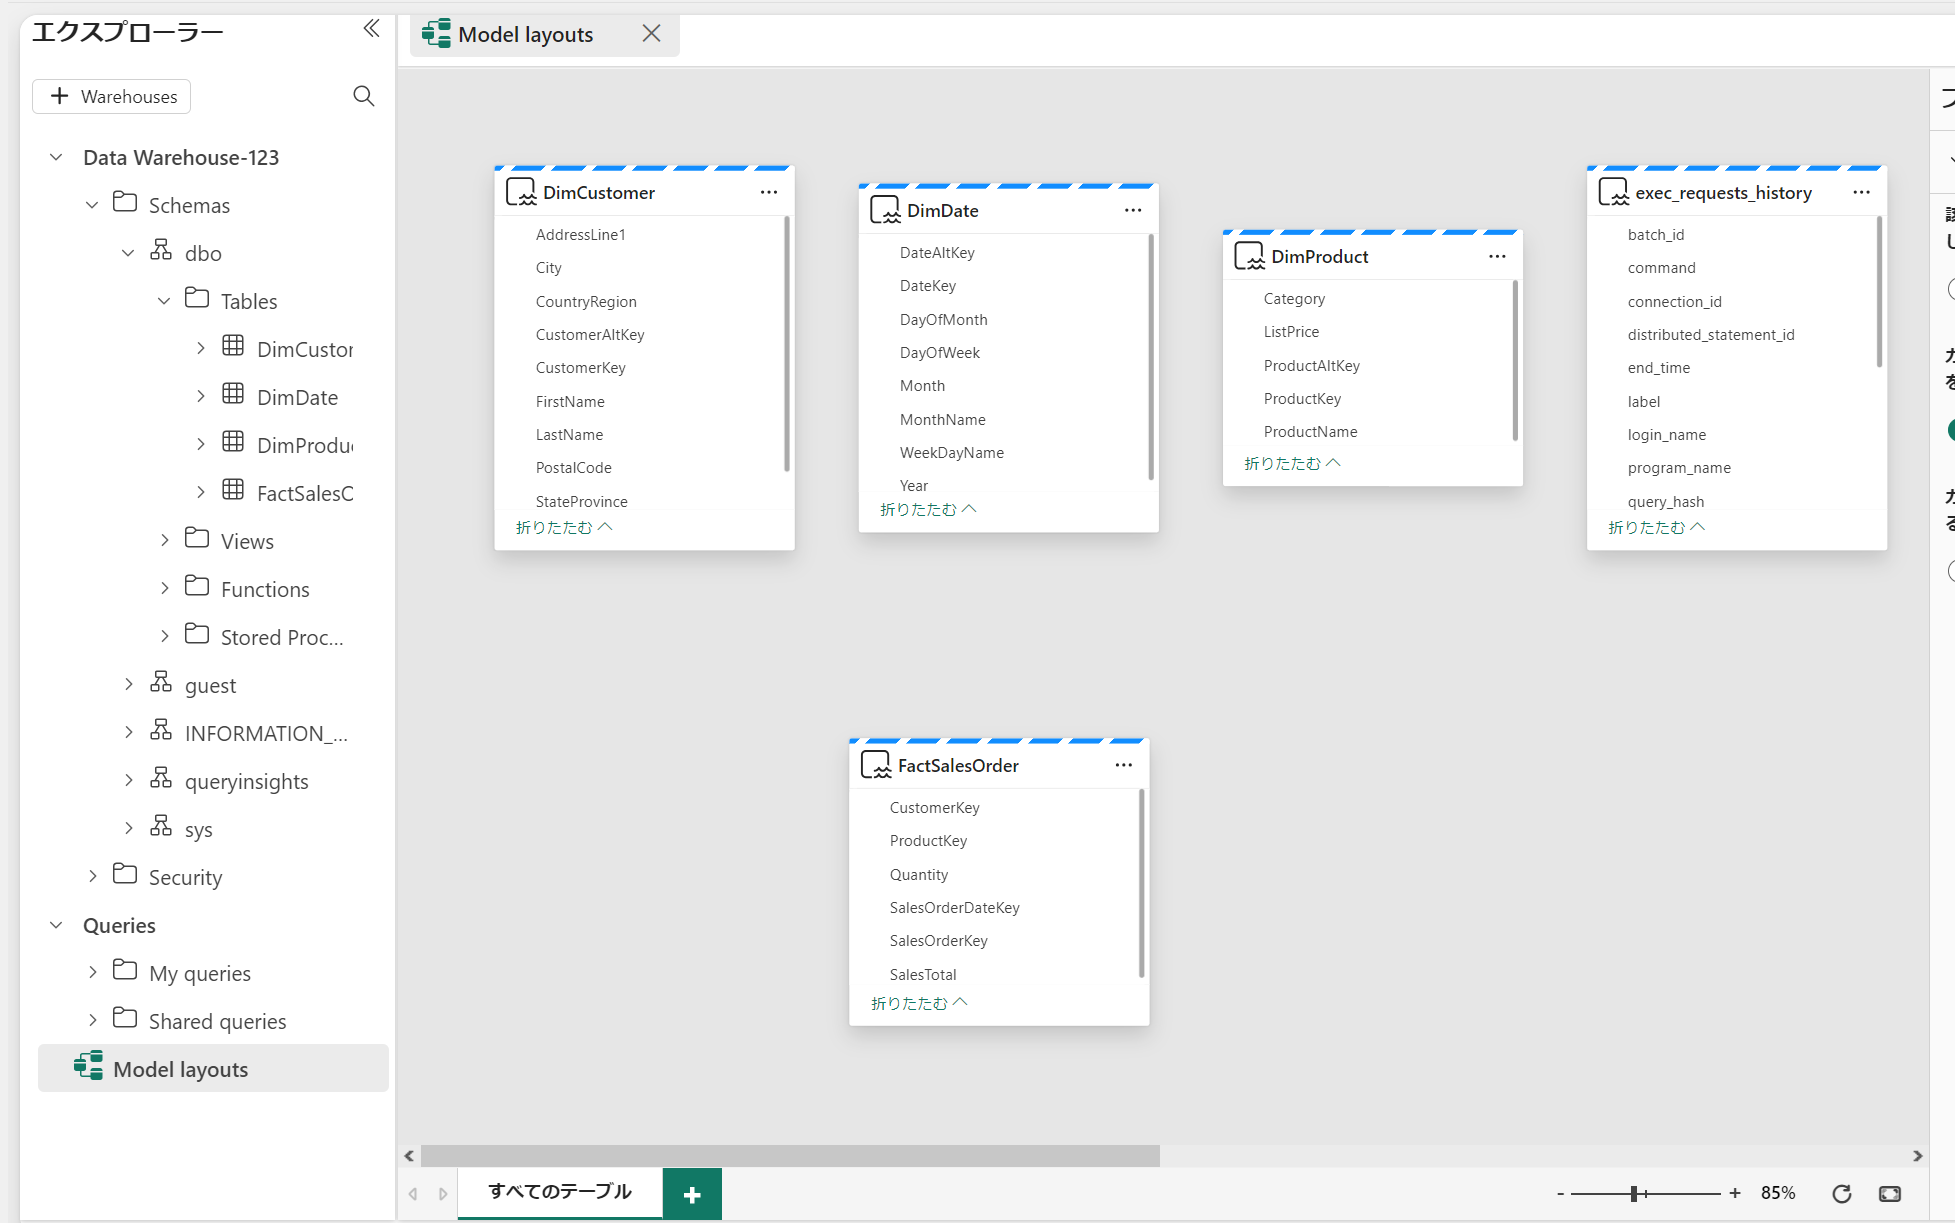 エクスプローラー
Warehouses
Data Warehouse-123
Schemas
dbo
Tables
DimCustor
DimDate
DimProduc
FactSalesO
Views
Functions
Stored Proc...
guest
INFORMATION_...
queryinsights
sys
Security
Queries
My queries
Shared queries
Model layouts
Model layouts
DimCustomer
AddressLine1
City
CountryRegion
CustomerAltKey
CustomerKey
FirstName
LastName
PostalCode
StateProvince
折りたたむ
DimDate
DateAltKey
DateKey
DayOfMonth
DayOfWeek
Month
MonthName
WeekDayName
Year
折りたたむ
DimProduct
Category
ListPrice
ProductAltKey
ProductKey
ProductName
折りたたむ
exec_requests_history
batch_id
command
connection_id
distributed_statement_id
end_time
label
login_name
program_name
query_hash
折りたたむ
FactSalesOrder
CustomerKey
ProductKey
Quantity
SalesOrderDateKey
SalesOrderKey
SalesTotal
折りたたむ
すべてのテーブル
- + 85%